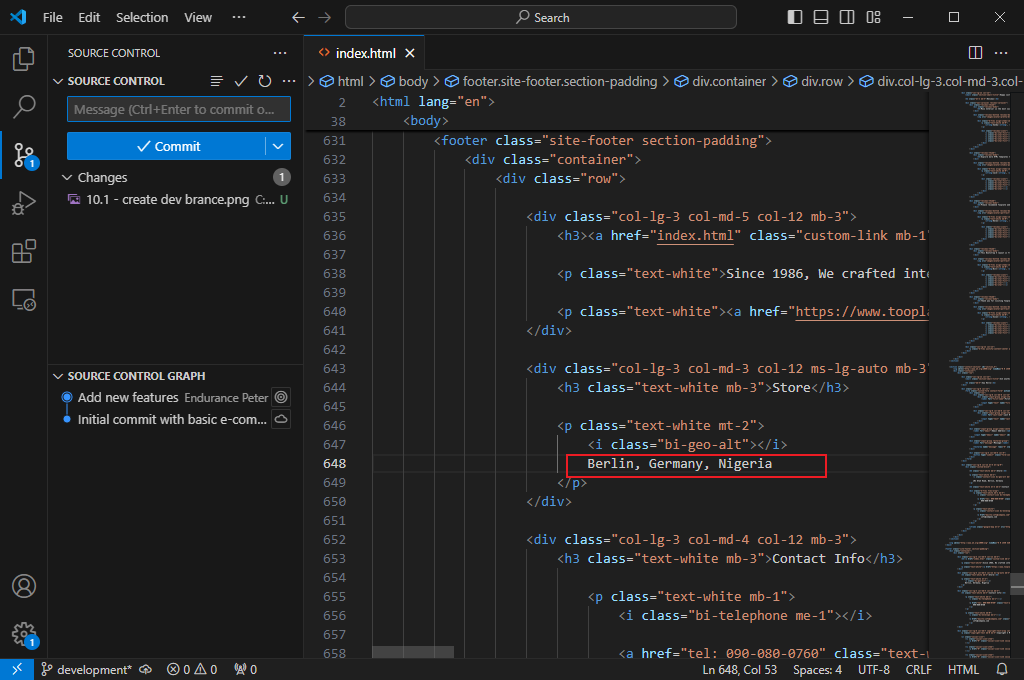 File Edit Selection View ··· Search
SOURCE CONTROL ···
SOURCE CONTROL ···
Message (Ctrl+Enter to commit o...
Commit
Changes 1
10.1 - create dev brance.png C:... U
SOURCE CONTROL GRAPH
Add new features Endurance Peter
Initial commit with basic e-com...
1
1
<> index.html ×
html > body > footer.site-footer.section-padding > div.container > div.row > div.col-lg-3.col-md-3.col-
2 <html lang="en">
38 <body>
631 <footer class="site-footer section-padding">
632 <div class="container">
633 <div class="row">
634
635 <div class="col-lg-3 col-md-5 col-12 mb-3">
636 <h3><a href="index.html" class="custom-link mb-1"
637
638 <p class="text-white">Since 1986, We crafted inte
639
640 <p class="text-white"><a href="https://www.toopla
641 </div>
642
643 <div class="col-lg-3 col-md-3 col-12 ms-lg-auto mb-3"
644 <h3 class="text-white mb-3">Store</h3>
645
646 <p class="text-white mt-2">
647 <i class="bi-geo-alt"></i>
648 Berlin, Germany, Nigeria
649 </p>
650 </div>
651
652 <div class="col-lg-3 col-md-4 col-12 mb-3">
653 <h3 class="text-white mb-3">Contact Info</h3>
654
655 <p class="text-white mb-1">
656 <i class="bi-telephone me-1"></i>
657
658 <a href="tel: 090-080-0760" class="text-w
development* 0 0 0 Ln 648, Col 53 Spaces: 4 UTF-8 CRLF HTML